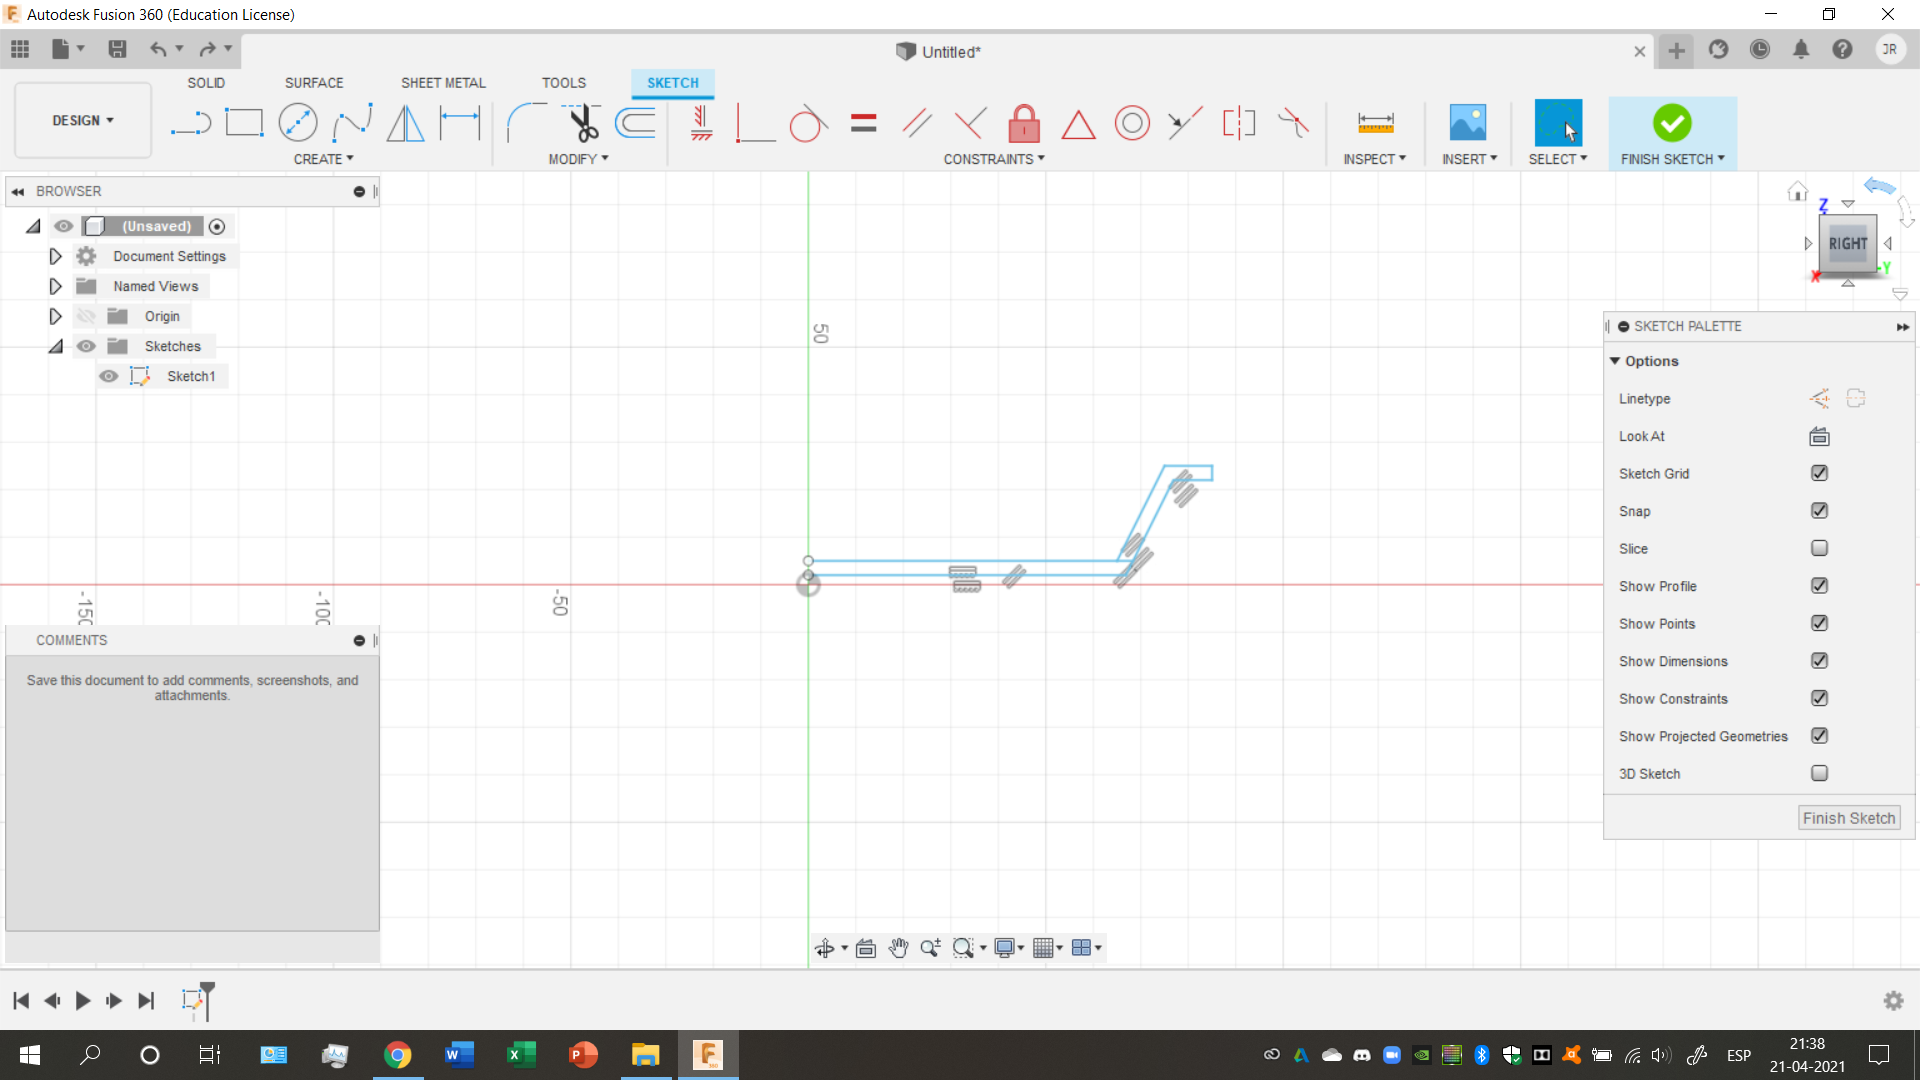 Autodesk Fusion 360 (Education License)
Untitled*
JR
SOLID
SURFACE
SHEET METAL
TOOLS
SKETCH
DESIGN
CREATE
MODIFY
CONSTRAINTS
INSPECT
INSERT
SELECT
FINISH SKETCH
BROWSER
(Unsaved)
Document Settings
Named Views
Origin
Sketches
Sketch1
Z
RIGHT
X
-Y
50
-50
-100
-150
SKETCH PALETTE
Options
Linetype
Look At
Sketch Grid
Snap
Slice
Show Profile
Show Points
Show Dimensions
Show Constraints
Show Projected Geometries
3D Sketch
Finish Sketch
COMMENTS
Save this document to add comments, screenshots, and
attachments.
ESP
21:38
21-04-2021